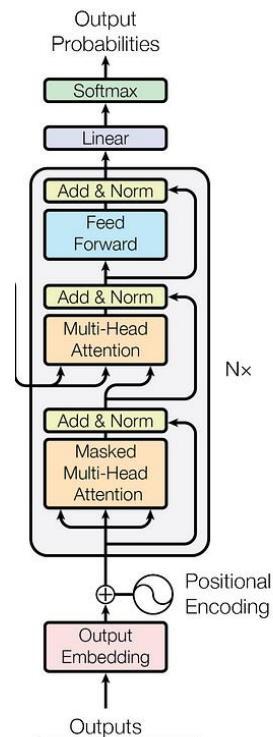 Output
Probabilities
Softmax
Linear
Add & Norm
Feed
Forward
Add & Norm
Multi-Head
Attention
N×
Add & Norm
Masked
Multi-Head
Attention
Positional
Encoding
Output
Embedding
Outputs